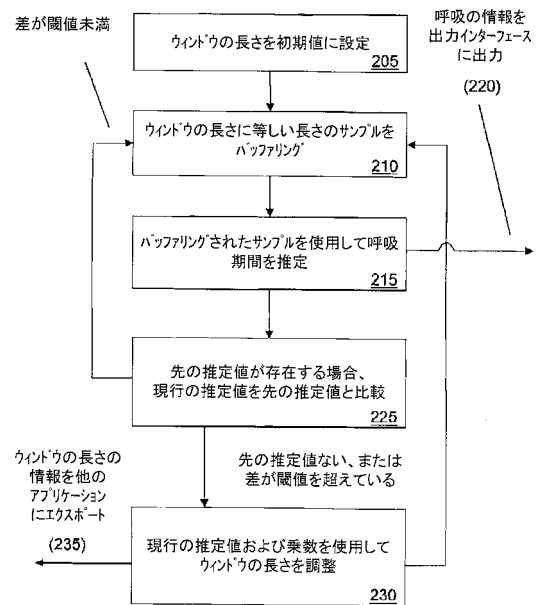 差が閾値未満
ウィンドウの長さを初期値に設定
205
呼吸の情報を
出力インターフェース
に出力
(220)
ウィンドウの長さに等しい長さのサンプルを
バッファリング
210
バッファリングされたサンプルを使用して呼吸
期間を推定
215
先の推定値が存在する場合、
現行の推定値を先の推定値と比較
225
ウィンドウの長さの
情報を他の
アプリケーション
にエクスポート
(235)
先の推定値ない、または
差が閾値を超えている
現行の推定値および乗数を使用して
ウィンドウの長さを調整
230